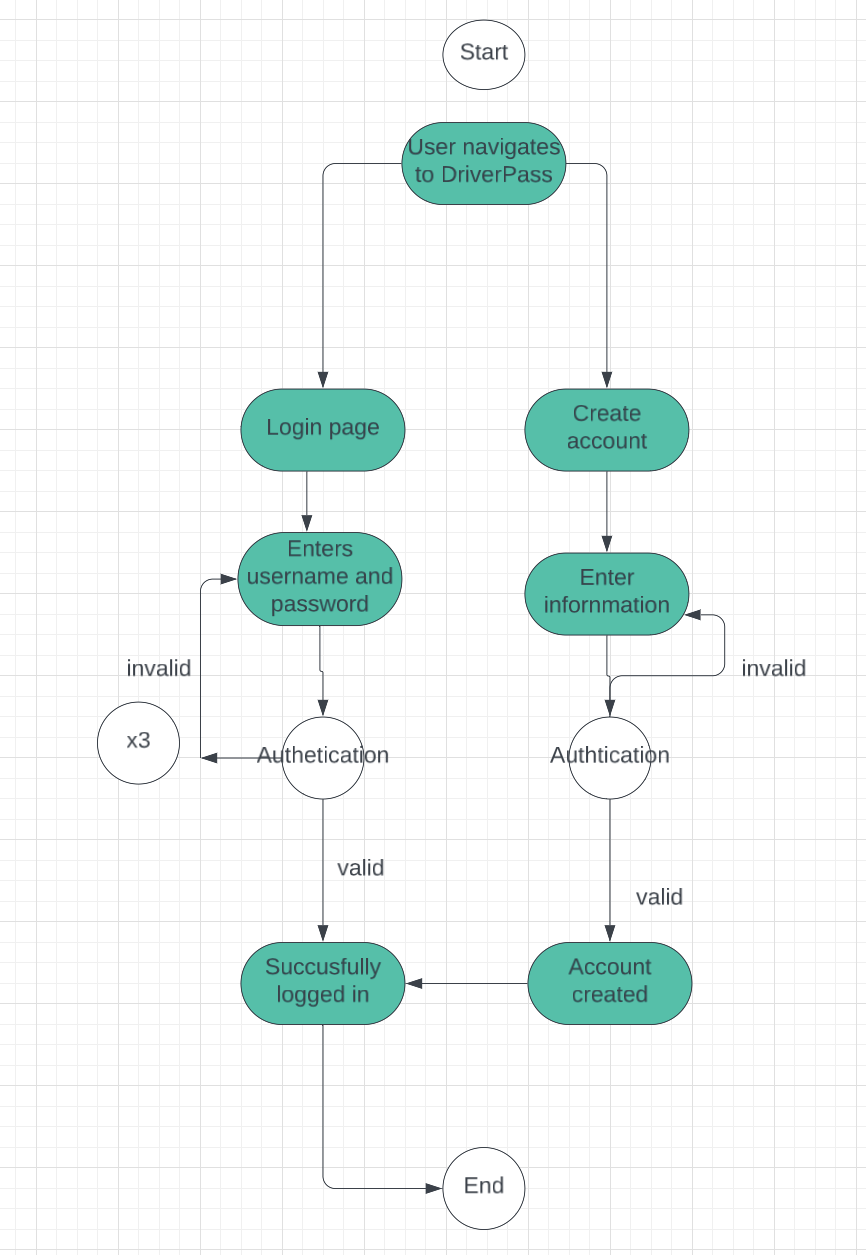 Start
User navigates
to DriverPass
Login page
Create
account
Enters
username and
password
Enter
infornmation
invalid
invalid
x3
Authetication
Authtication
valid
valid
Succusfully
logged in
Account
created
End